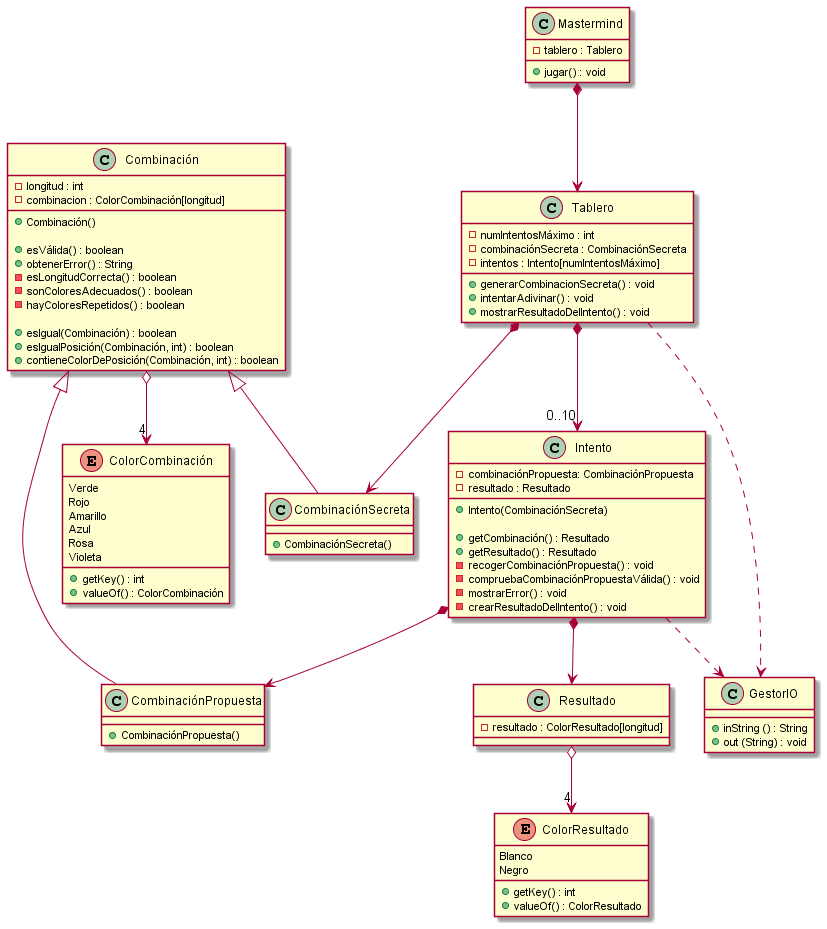 C Mastermind
tablero : Tablero
jugar() : void
C Combinación
longitud : int
combinacion : ColorCombinación[longitud]
Combinación()
esVálida() : boolean
obtenerError() : String
esLongitudCorrecta() : boolean
sonColoresAdecuados() : boolean
hayColoresRepetidos() : boolean
esIgual(Combinación) : boolean
esIgualPosición(Combinación, int) : boolean
contieneColorDePosición(Combinación, int) : boolean
C Tablero
numIntentosMáximo : int
combinaciónSecreta : CombinaciónSecreta
intentos : Intento[numIntentosMáximo]
generarCombinacionSecreta() : void
intentarAdivinar() : void
mostrarResultadoDelIntento() : void
4
0..10
E ColorCombinación
Verde
Rojo
Amarillo
Azul
Rosa
Violeta
getKey() : int
valueOf() : ColorCombinación
C CombinaciónSecreta
CombinaciónSecreta()
C Intento
combinaciónPropuesta: CombinaciónPropuesta
resultado : Resultado
Intento(CombinaciónSecreta)
getCombinación() : Resultado
getResultado() : Resultado
recogerCombinaciónPropuesta() : void
compruebaCombinaciónPropuestaVálida() : void
mostrarError() : void
crearResultadoDelIntento() : void
C CombinaciónPropuesta
CombinaciónPropuesta()
C Resultado
resultado : ColorResultado[longitud]
C GestorIO
inString () : String
out (String) : void
4
E ColorResultado
Blanco
Negro
getKey() : int
valueOf() : ColorResultado